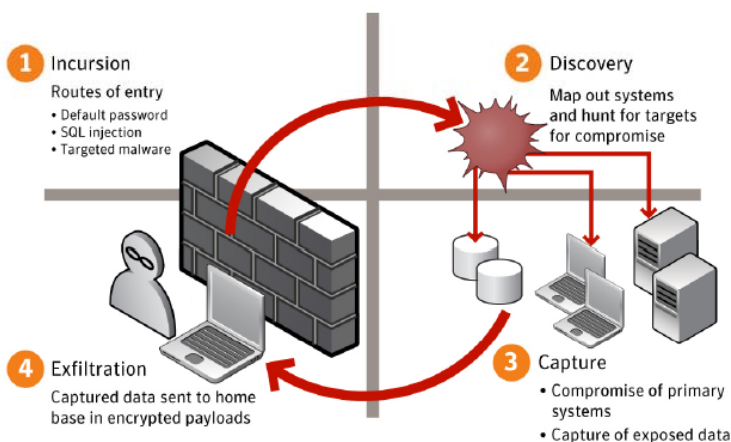 1 Incursion
Routes of entry
• Default password
• SQL injection
• Targeted malware
2 Discovery
Map out systems
and hunt for targets
for compromise
3 Capture
• Compromise of primary
systems
• Capture of exposed data
4 Exfiltration
Captured data sent to home
base in encrypted payloads